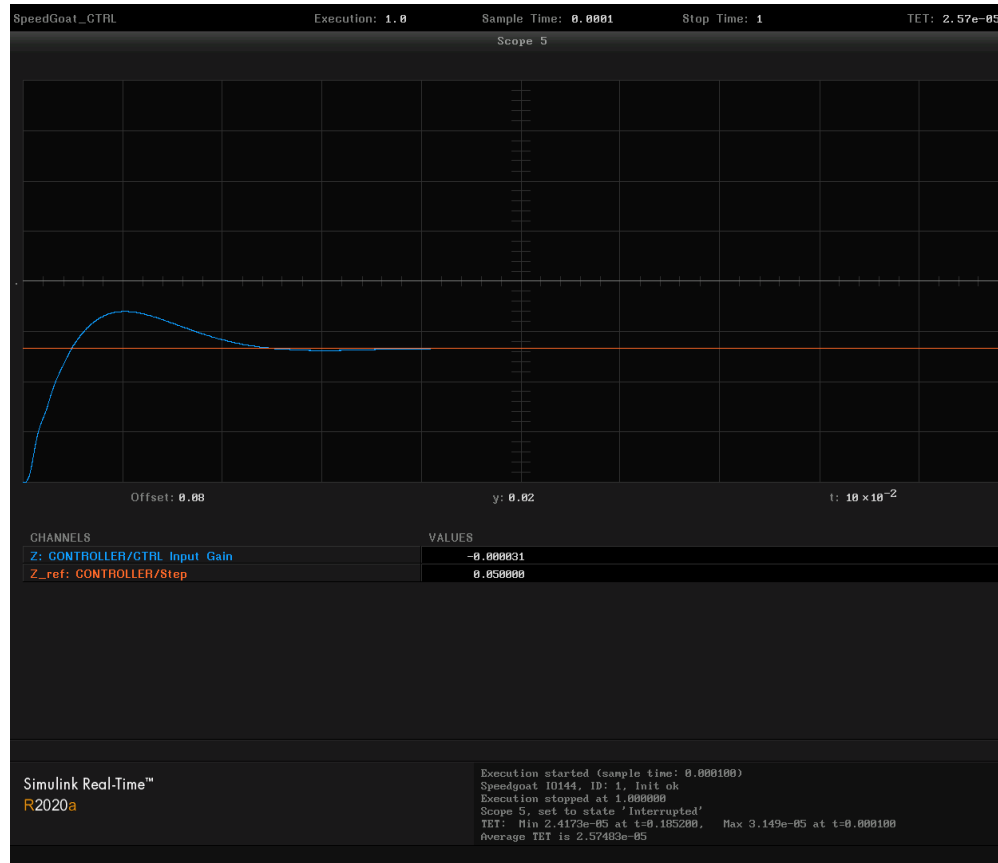 SpeedGoat_CTRL Execution: 1.0 Sample Time: 0.0001 Stop Time: 1 TET: 2.57e-05
Scope 5
Offset: 0.08 y: 0.02 t: 10 ×10⁻²
CHANNELS VALUES
Z: CONTROLLER/CTRL Input Gain -0.000031
Z_ref: CONTROLLER/Step 0.050000
Simulink Real-Time™
R2020a
Execution started (sample time: 0.000100)
Speedgoat IO144, ID: 1, Init ok
Execution stopped at 1.000000
Scope 5, set to state 'Interrupted'
TET: Min 2.4173e-05 at t=0.185200, Max 3.149e-05 at t=0.000100
Average TET is 2.57483e-05